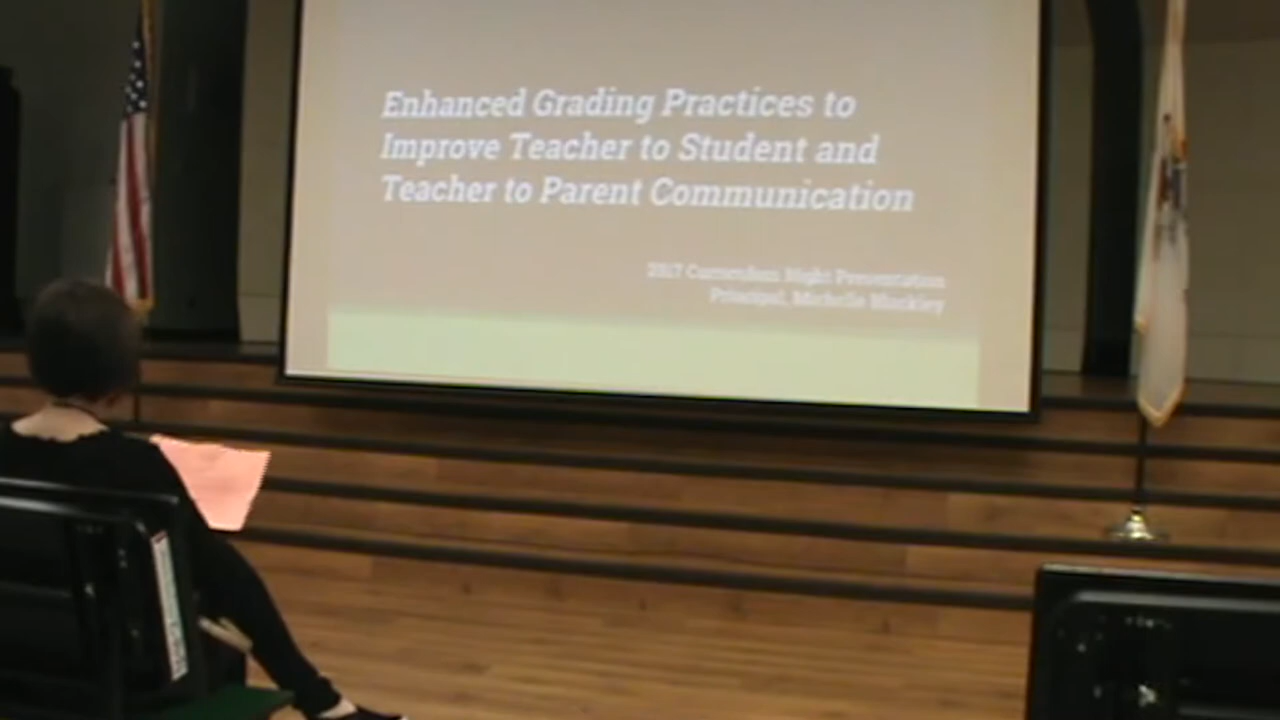 Enhanced Grading Practices to
Improve Teacher to Student and
Teacher to Parent Communication
2017 Curriculum Night Presentation
Principal, Michelle